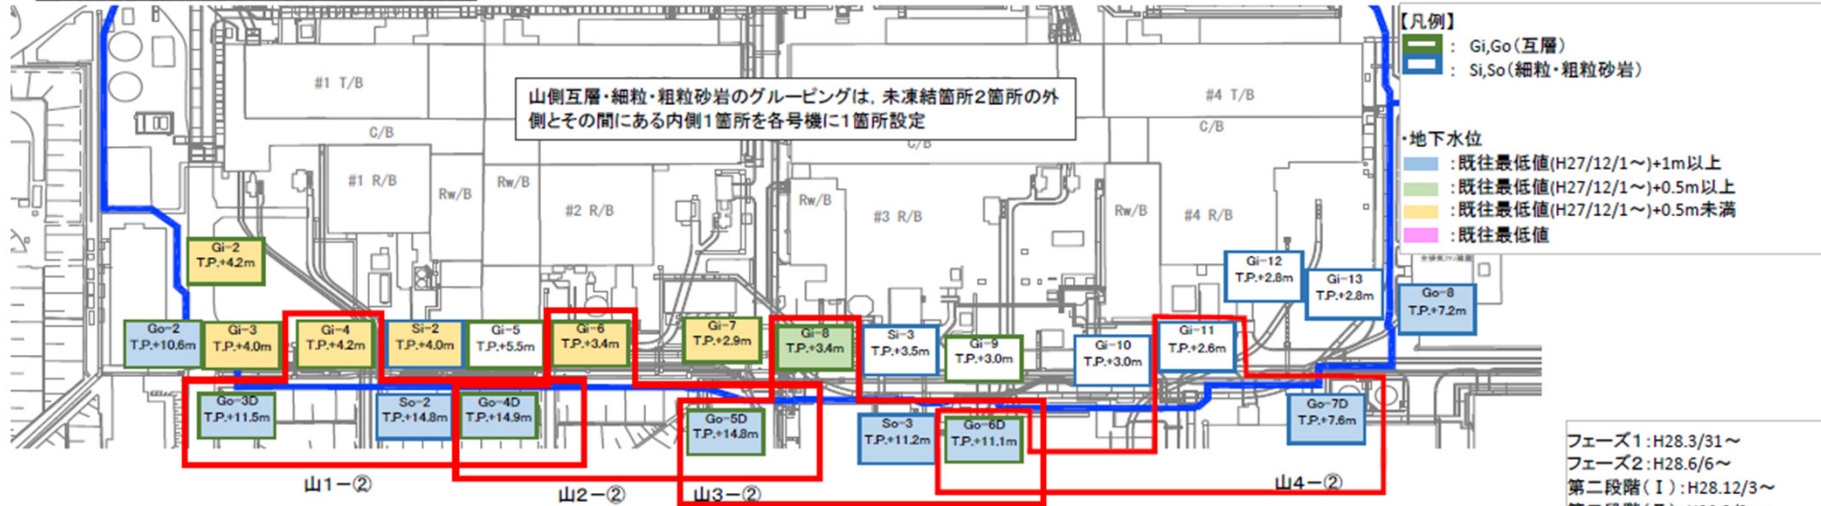 【凡例】
： Gi,Go（互層）
： Si,So（細粒・粗粒砂岩）
・地下水位
：既往最低値(H27/12/1～)+1m以上
：既往最低値(H27/12/1～)+0.5m以上
：既往最低値(H27/12/1～)+0.5m未満
：既往最低値
山側互層・細粒・粗粒砂岩のグルーピングは，未凍結箇所2箇所の外
側とその間にある内側1箇所を各号機に1箇所設定
#1 T/B
#4 T/B
C/B
C/B
C/B
#1 R/B
Rw/B
Rw/B
#2 R/B
Rw/B
#3 R/B
Rw/B
#4 R/B
Gi-2
T.P.+4.2m
Gi-12
T.P.+2.8m
Gi-13
T.P.+2.8m
Go-8
T.P.+7.2m
Go-2
T.P.+10.6m
Gi-3
T.P.+4.0m
Gi-4
T.P.+4.2m
Si-2
T.P.+4.0m
Gi-5
T.P.+5.5m
Gi-6
T.P.+3.4m
Gi-7
T.P.+2.9m
Gi-8
T.P.+3.4m
Si-3
T.P.+3.5m
Gi-9
T.P.+3.0m
Gi-10
T.P.+3.0m
Gi-11
T.P.+2.6m
Go-3D
T.P.+11.5m
So-2
T.P.+14.8m
Go-4D
T.P.+14.9m
Go-5D
T.P.+14.8m
So-3
T.P.+11.2m
Go-6D
T.P.+11.1m
Go-7D
T.P.+7.6m
山1－②
山2－②
山3－②
山4－②
フェーズ1：H28.3/31～
フェーズ2：H28.6/6～
第二段階（Ⅰ）：H28.12/3～